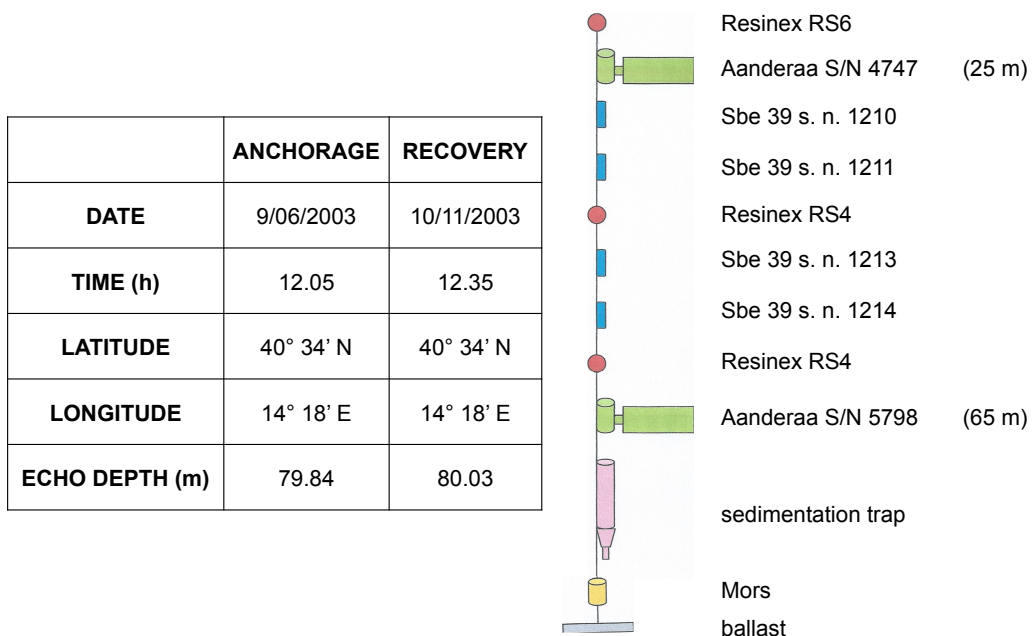 ANCHORAGE RECOVERY
DATE 9/06/2003 10/11/2003
TIME (h) 12.05 12.35
LATITUDE 40° 34’ N 40° 34’ N
LONGITUDE 14° 18’ E 14° 18’ E
ECHO DEPTH (m) 79.84 80.03
Resinex RS6
Aanderaa S/N 4747 (25 m)
Sbe 39 s. n. 1210
Sbe 39 s. n. 1211
Resinex RS4
Sbe 39 s. n. 1213
Sbe 39 s. n. 1214
Resinex RS4
Aanderaa S/N 5798 (65 m)
sedimentation trap
Mors
ballast